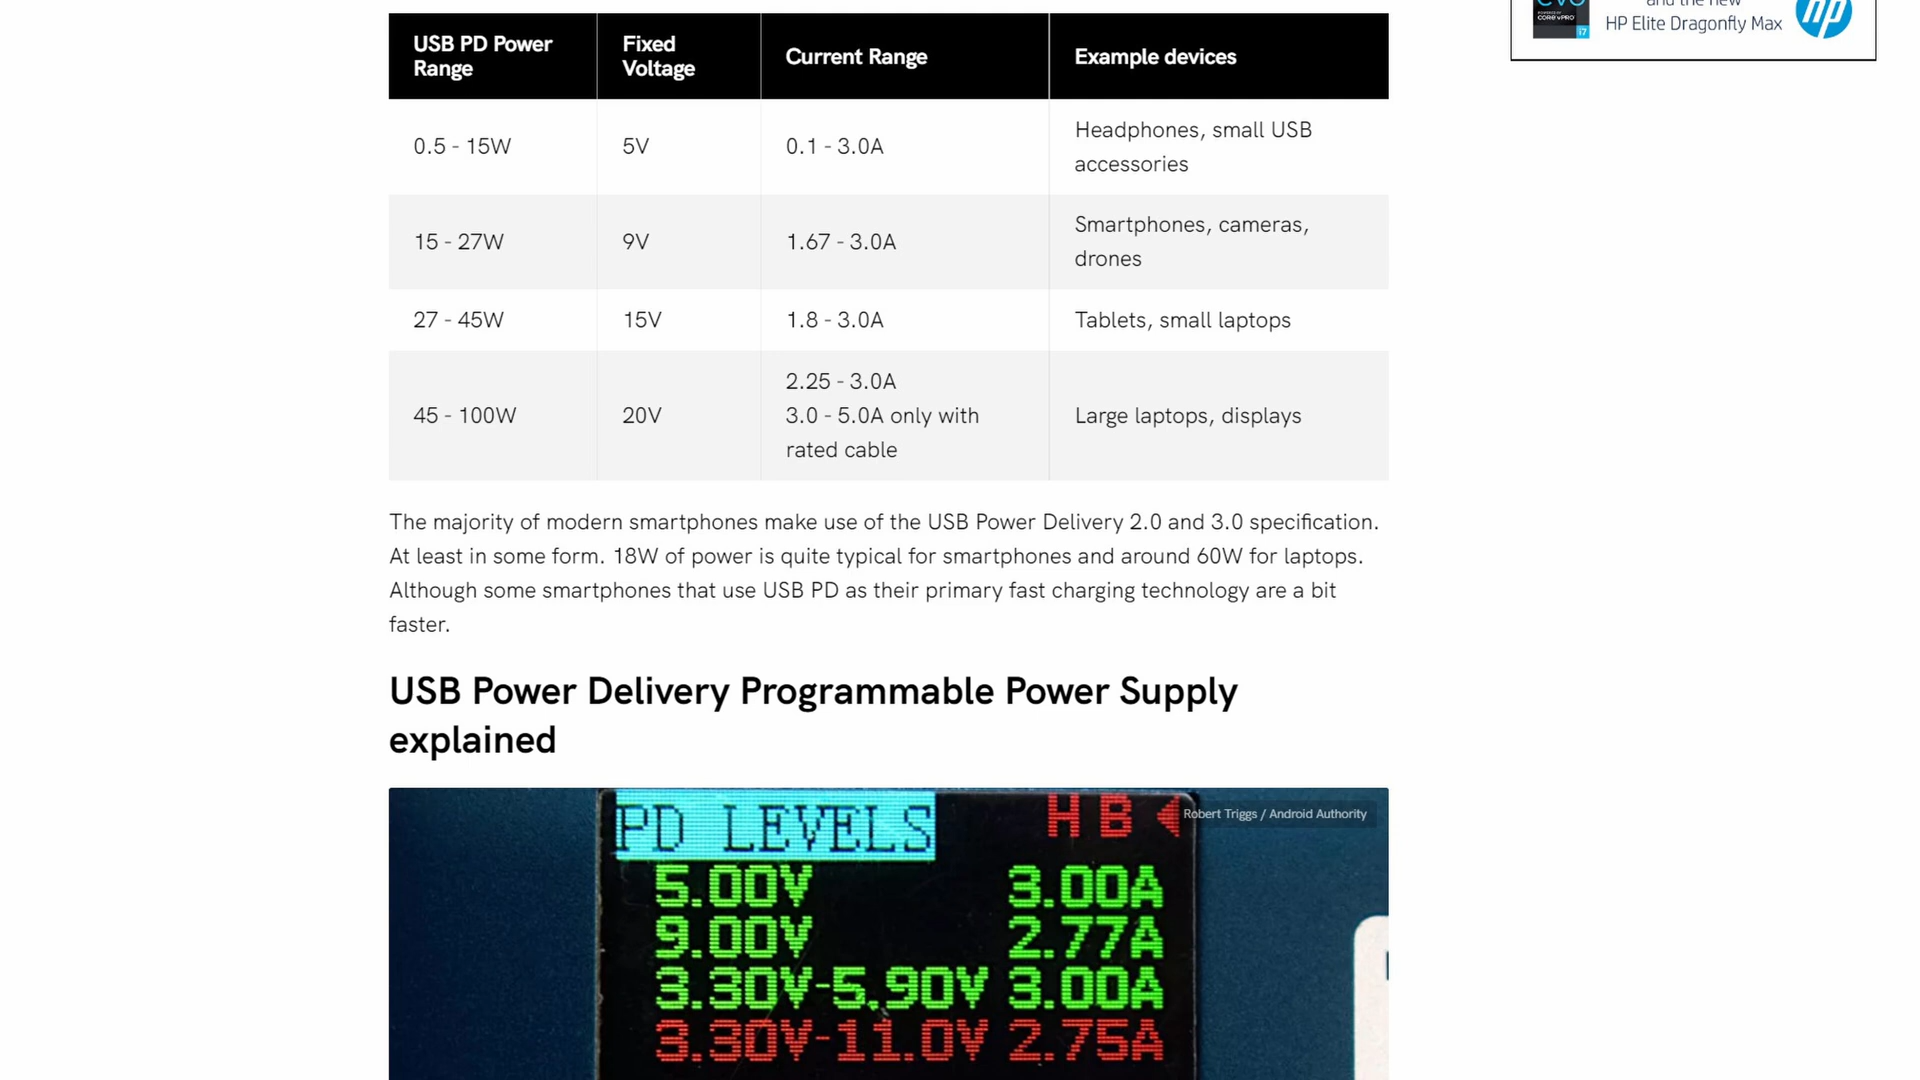 and the new
HP Elite Dragonfly Max
hp
CORE vPRO
i7
USB PD Power
Range
Fixed
Voltage
Current Range
Example devices
0.5 - 15W
5V
0.1 - 3.0A
Headphones, small USB
accessories
15 - 27W
9V
1.67 - 3.0A
Smartphones, cameras,
drones
27 - 45W
15V
1.8 - 3.0A
Tablets, small laptops
45 - 100W
20V
2.25 - 3.0A
3.0 - 5.0A only with
rated cable
Large laptops, displays
The majority of modern smartphones make use of the USB Power Delivery 2.0 and 3.0 specification.
At least in some form. 18W of power is quite typical for smartphones and around 60W for laptops.
Although some smartphones that use USB PD as their primary fast charging technology are a bit
faster.
USB Power Delivery Programmable Power Supply
explained
PD LEVELS
HB
Robert Triggs / Android Authority
5.00V 3.00A
9.00V 2.77A
3.30V-5.90V 3.00A
3.30V-11.0V 2.75A